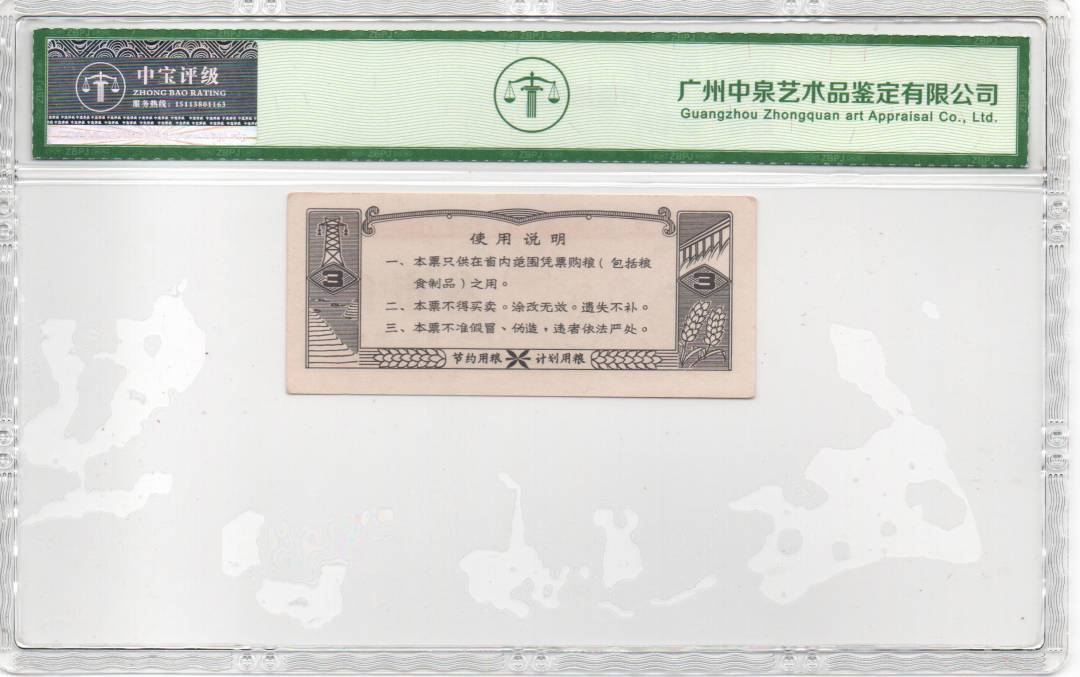 中宝评级
ZHONG BAO RATING
服务热线：15113801163
广州中泉艺术品鉴定有限公司
Guangzhou Zhongquan art Appraisal Co., Ltd.
使用说明
一、本票只供在省内范围凭票购粮（包括粮
食制品）之用。
二、本票不得买卖。涂改无效。遗失不补。
三、本票不准假冒、伪造，违者依法严处。
3
3
节约用粮 计划用粮